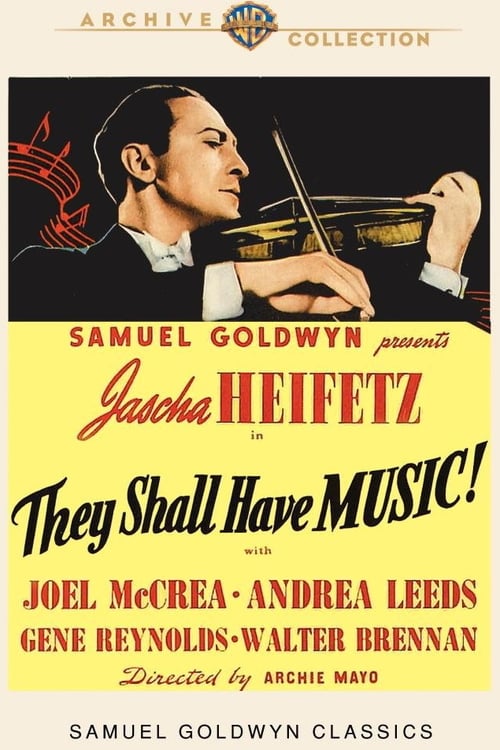 ARCHIVE WB COLLECTION
SAMUEL GOLDWYN presents
Jascha HEIFETZ
in
They Shall Have MUSIC!
with
JOEL McCREA • ANDREA LEEDS
GENE REYNOLDS • WALTER BRENNAN
Directed by ARCHIE MAYO
SAMUEL GOLDWYN CLASSICS